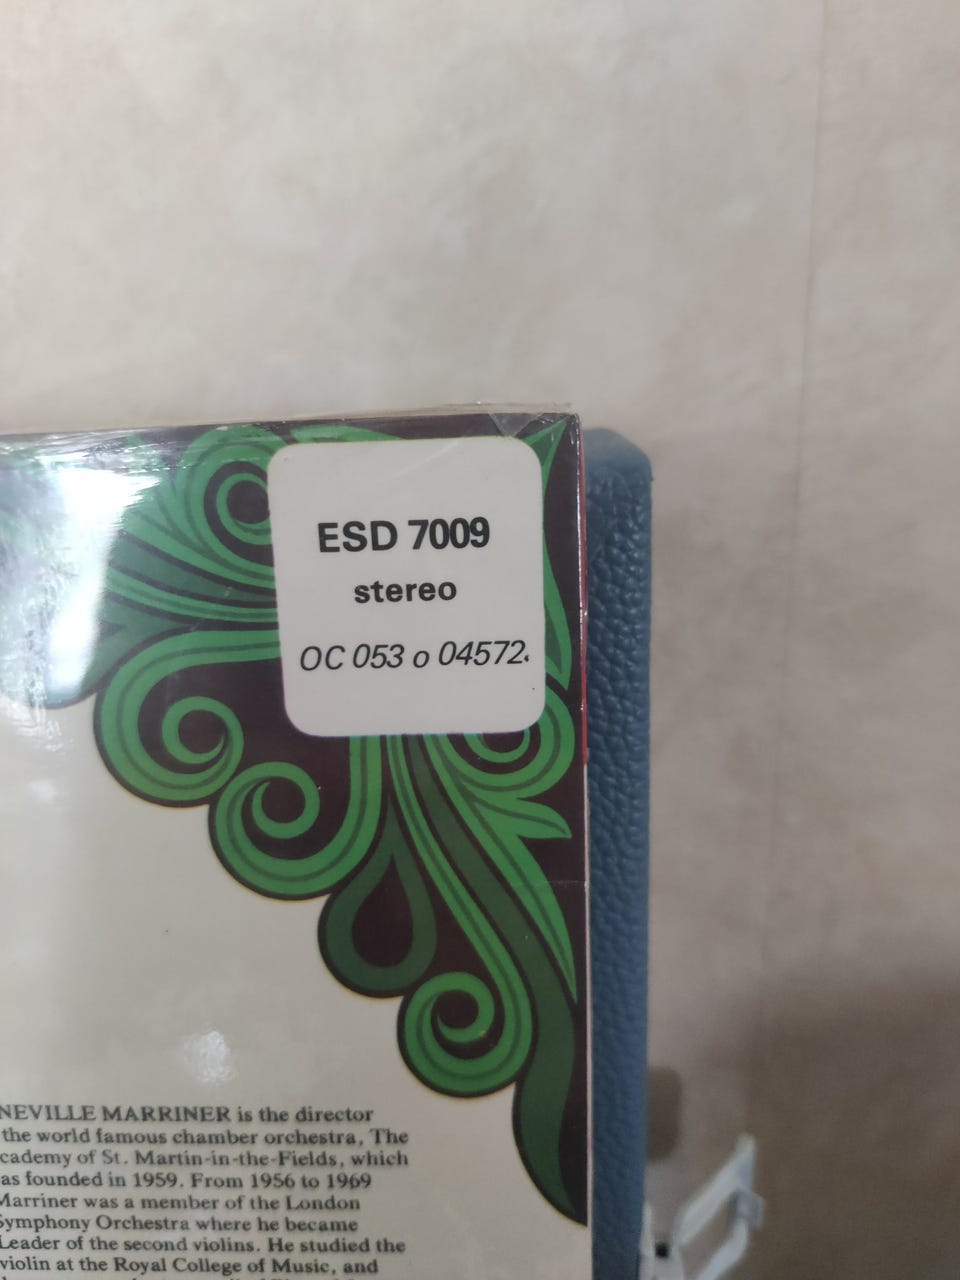 ESD 7009
stereo
OC 053 o 04572
NEVILLE MARRINER is the director
the world famous chamber orchestra, The
cademy of St. Martin-in-the-Fields, which
as founded in 1959. From 1956 to 1969
Marriner was a member of the London
Symphony Orchestra where he became
Leader of the second violins. He studied the
violin at the Royal College of Music, and